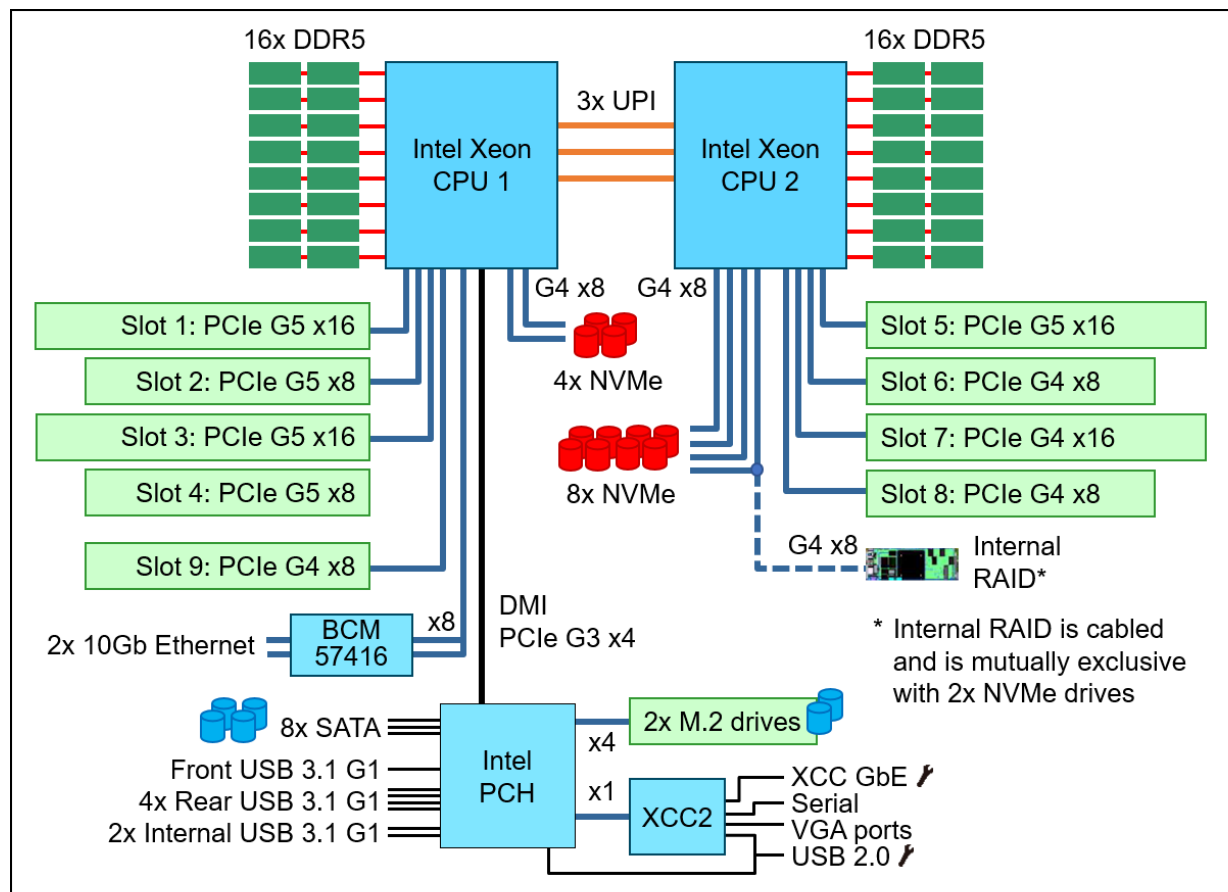 16x DDR5
16x DDR5
3x UPI
Intel Xeon
CPU 1
Intel Xeon
CPU 2
G4 x8
G4 x8
Slot 1: PCIe G5 x16
Slot 2: PCIe G5 x8
Slot 3: PCIe G5 x16
Slot 4: PCIe G5 x8
Slot 9: PCIe G4 x8
4x NVMe
8x NVMe
Slot 5: PCIe G5 x16
Slot 6: PCIe G4 x8
Slot 7: PCIe G4 x16
Slot 8: PCIe G4 x8
G4 x8
Internal
RAID*
* Internal RAID is cabled
and is mutually exclusive
with 2x NVMe drives
2x 10Gb Ethernet
BCM
57416
x8
DMI
PCIe G3 x4
8x SATA
Front USB 3.1 G1
4x Rear USB 3.1 G1
2x Internal USB 3.1 G1
Intel
PCH
x4
2x M.2 drives
x1
XCC2
XCC GbE
Serial
VGA ports
USB 2.0